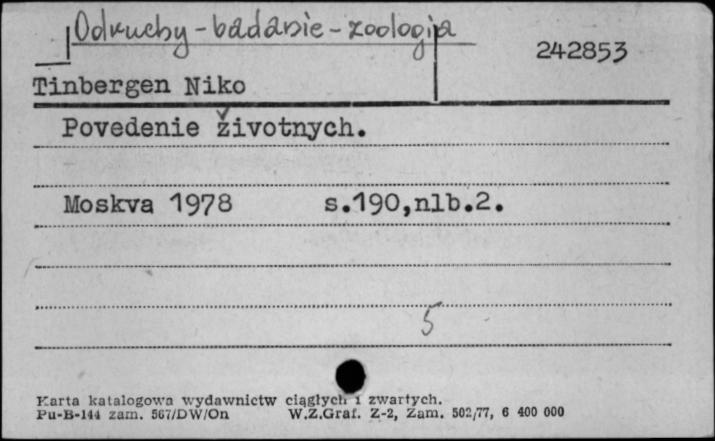 Odruchy - badanie - zoologia
242853
Tinbergen Niko
Povedenie životnych.
Moskva 1978 s.190,nlb.2.
5
Karta katalogowa wydawnictw ciągłych i zwartych.
Pu-B-144 zam. 567/DW/On W.Z.Graf. Z-2, Zam. 502/77, 6 400 000